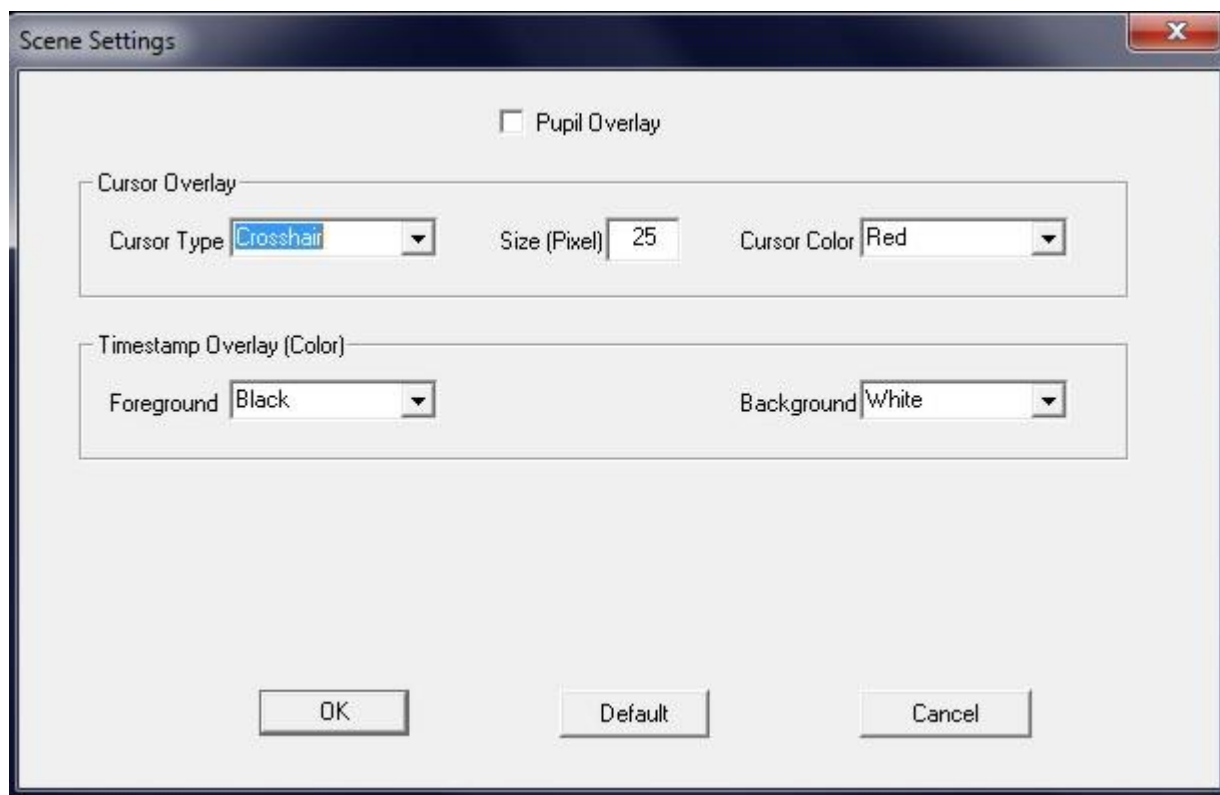 Scene Settings
Pupil Overlay
Cursor Overlay
Cursor Type Crosshair Size (Pixel) 25 Cursor Color Red
Timestamp Overlay (Color)
Foreground Black Background White
OK Default Cancel